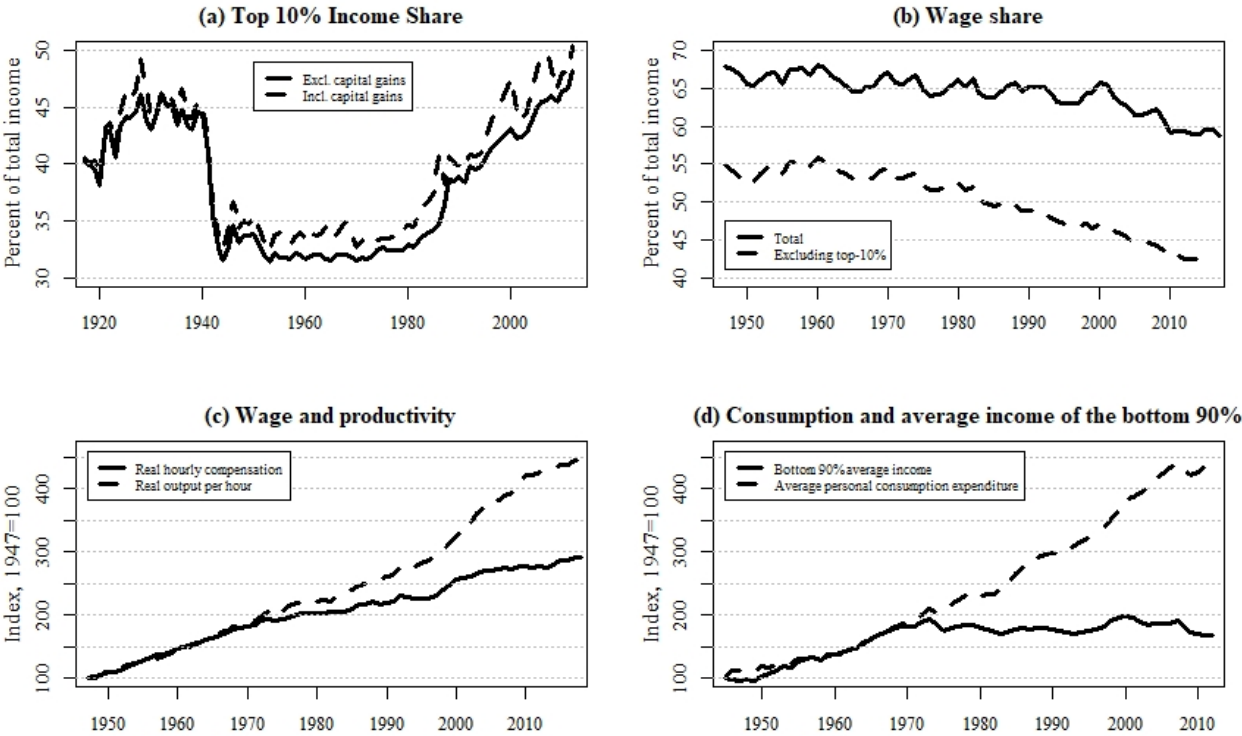 (a) Top 10% Income Share
Percent of total income
50
45
40
35
30
Excl. capital gains
Incl. capital gains
1920 1940 1960 1980 2000
(b) Wage share
Percent of total income
70
65
60
55
50
45
40
Total
Excluding top-10%
1950 1960 1970 1980 1990 2000 2010
(c) Wage and productivity
Index, 1947=100
400
300
200
100
Real hourly compensation
Real output per hour
1950 1960 1970 1980 1990 2000 2010
(d) Consumption and average income of the bottom 90%
Index, 1947=100
400
300
200
100
Bottom 90% average income
Average personal consumption expenditure
1950 1960 1970 1980 1990 2000 2010